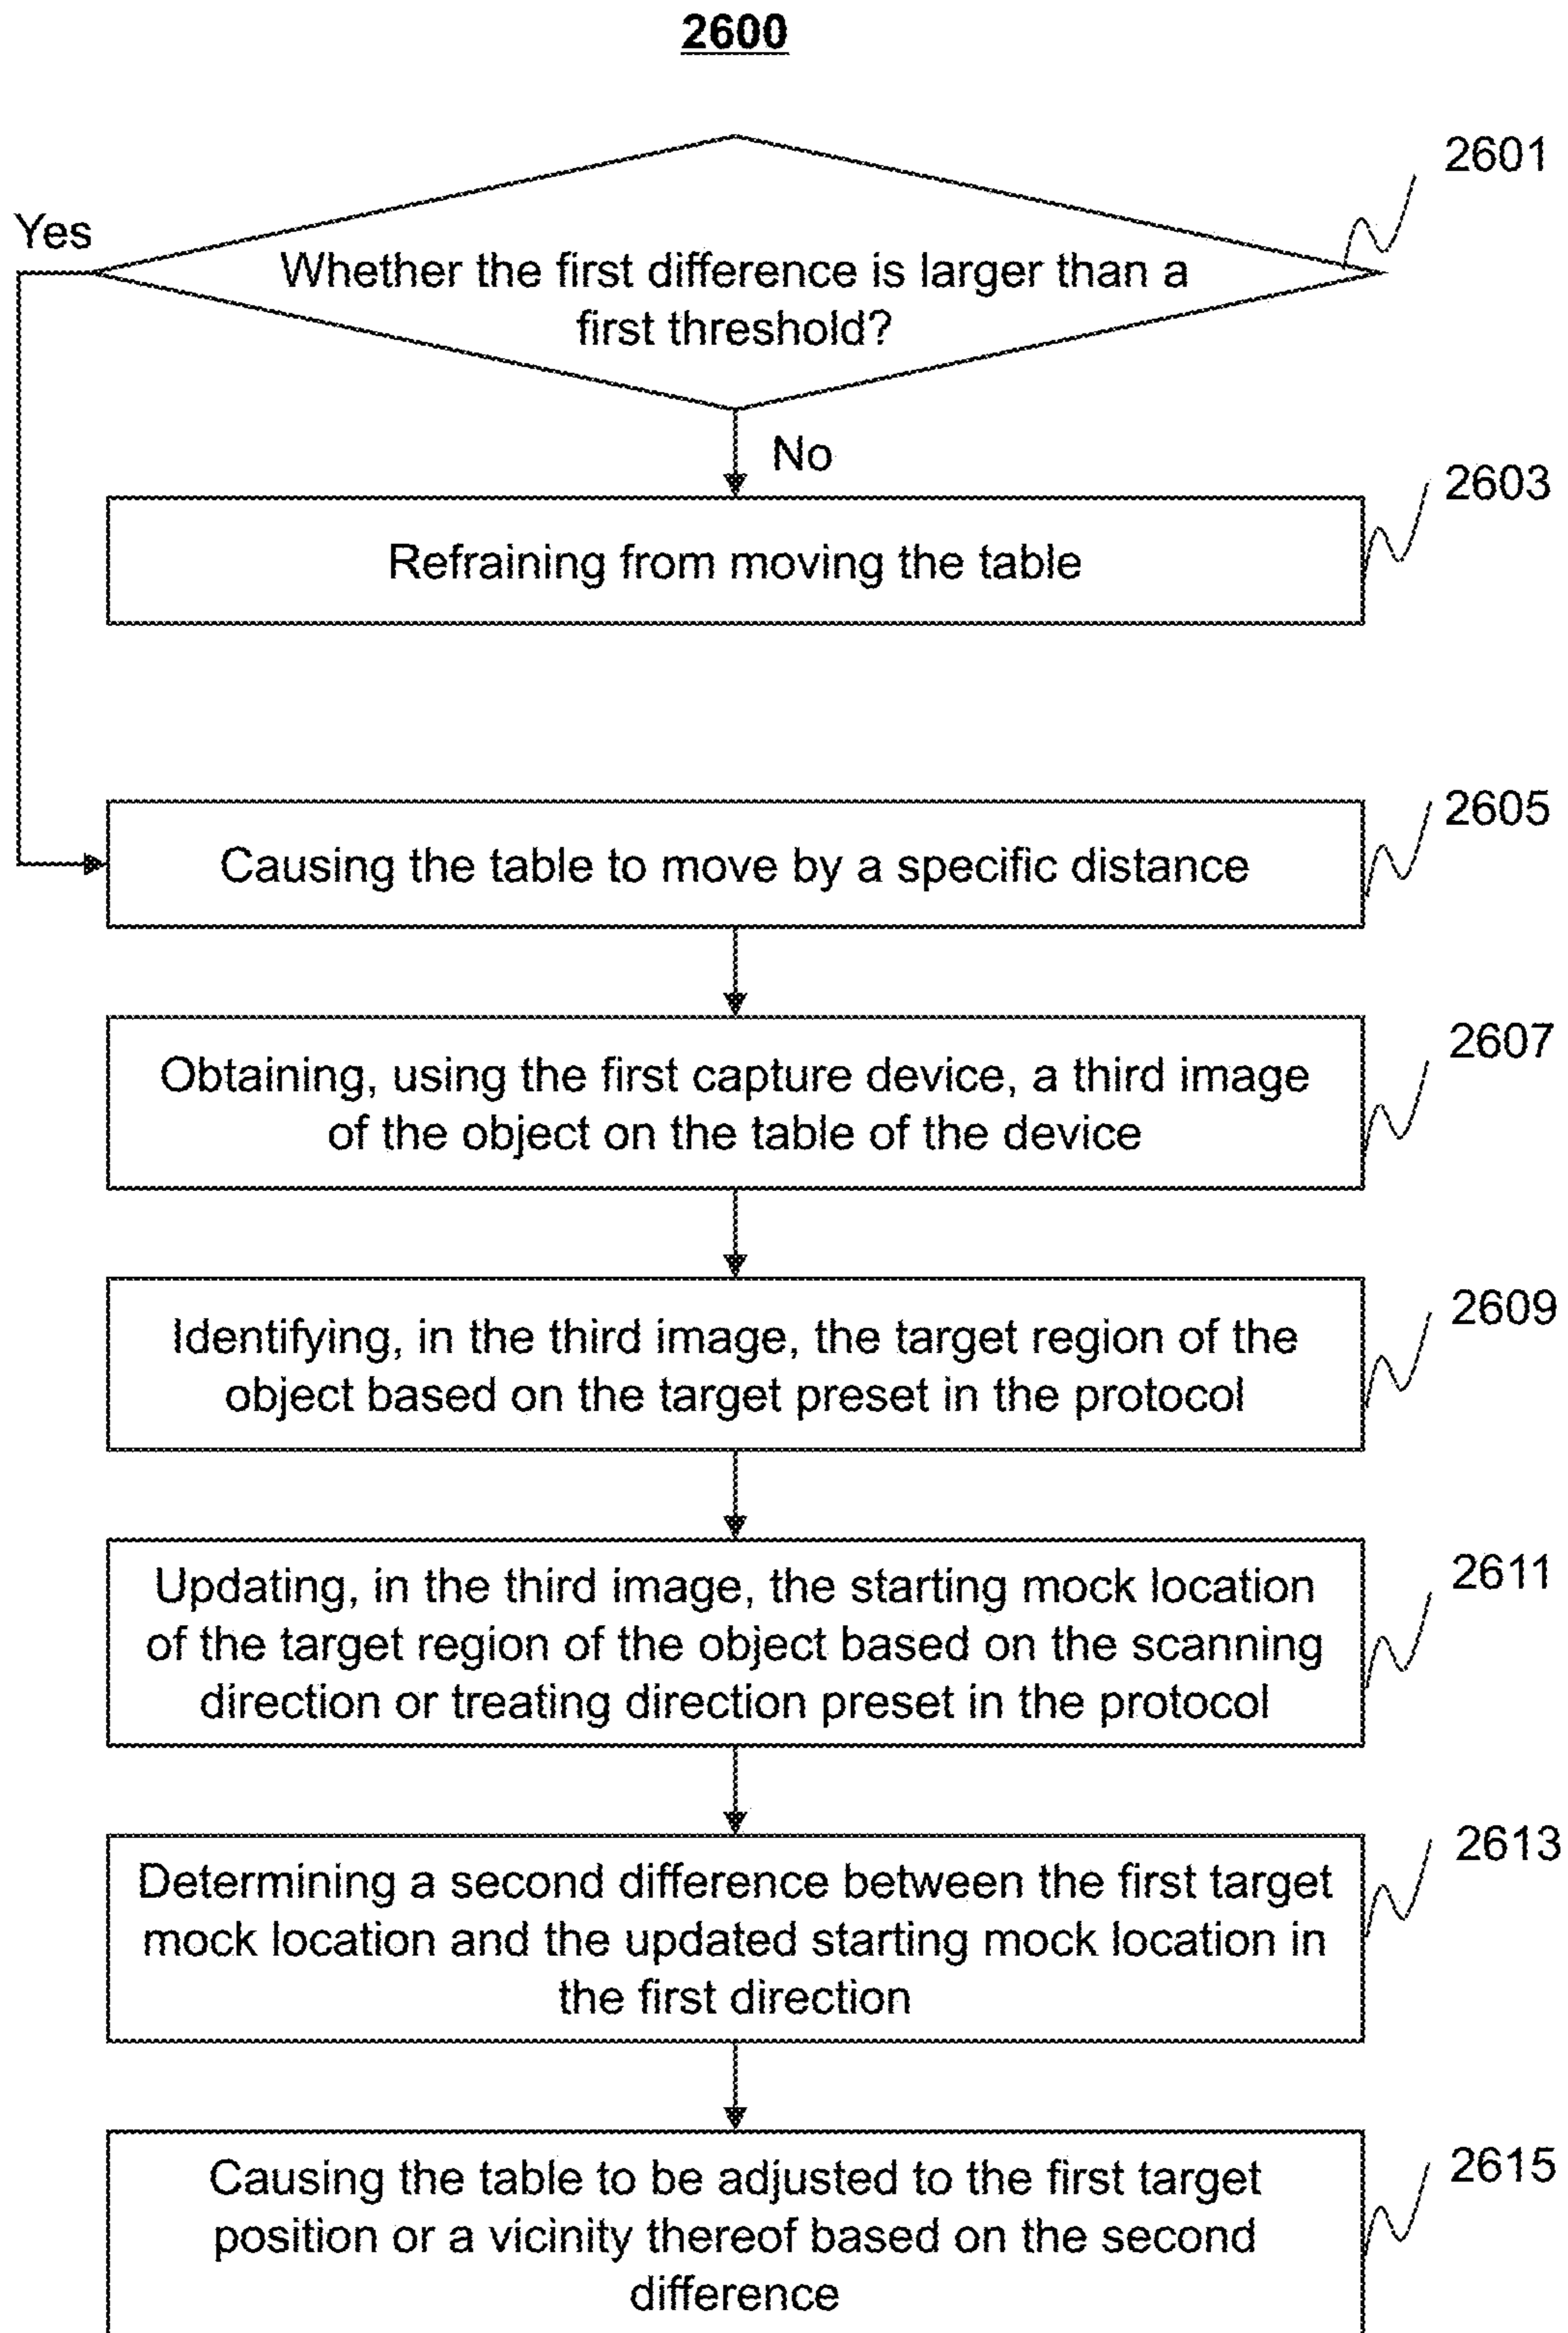 2600
2601
Yes
Whether the first difference is larger than a
first threshold?
No
2603
Refraining from moving the table
2605
Causing the table to move by a specific distance
2607
Obtaining, using the first capture device, a third image
of the object on the table of the device
2609
Identifying, in the third image, the target region of the
object based on the target preset in the protocol
2611
Updating, in the third image, the starting mock location
of the target region of the object based on the scanning
direction or treating direction preset in the protocol
2613
Determining a second difference between the first target
mock location and the updated starting mock location in
the first direction
2615
Causing the table to be adjusted to the first target
position or a vicinity thereof based on the second
difference